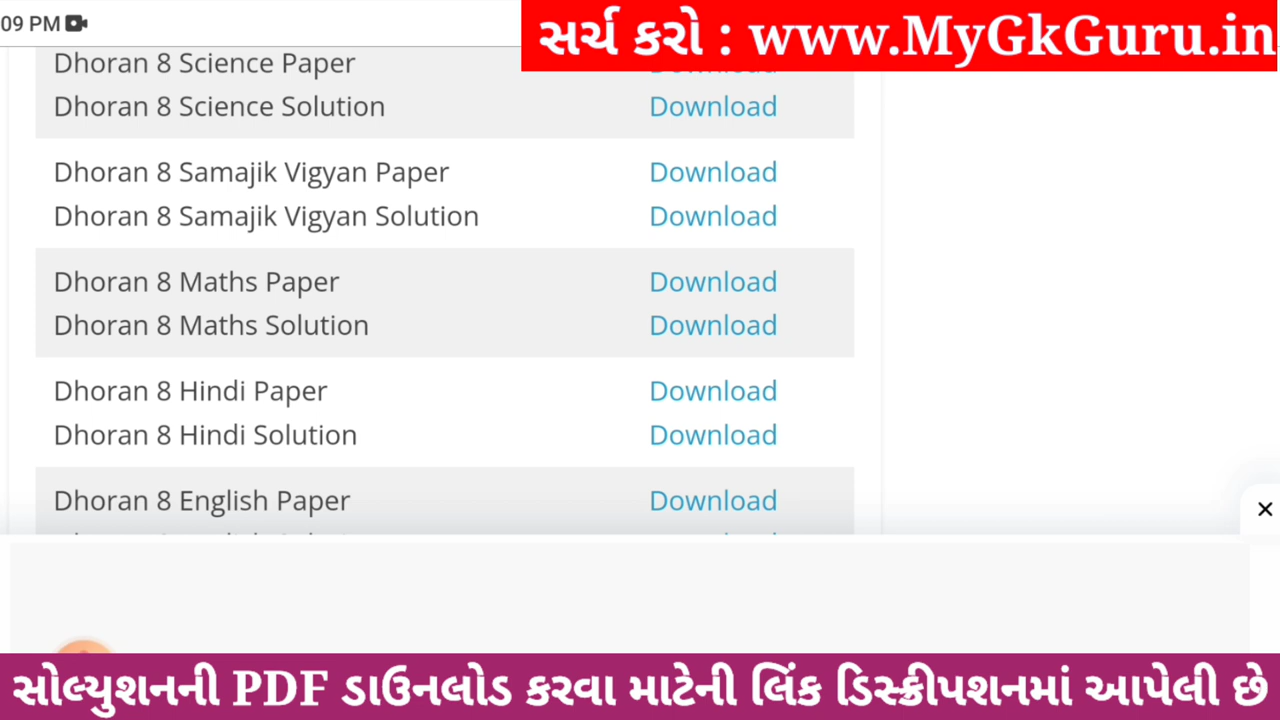 09 PM
સર્ચ કરો : www.MyGkGuru.in
Dhoran 8 Science Paper
Dhoran 8 Science Solution Download
Dhoran 8 Samajik Vigyan Paper Download
Dhoran 8 Samajik Vigyan Solution Download
Dhoran 8 Maths Paper Download
Dhoran 8 Maths Solution Download
Dhoran 8 Hindi Paper Download
Dhoran 8 Hindi Solution Download
Dhoran 8 English Paper Download
સોલ્યુશનની PDF ડાઉનલોડ કરવા માટેની લિંક ડિસ્ક્રીપશનમાં આપેલી છે